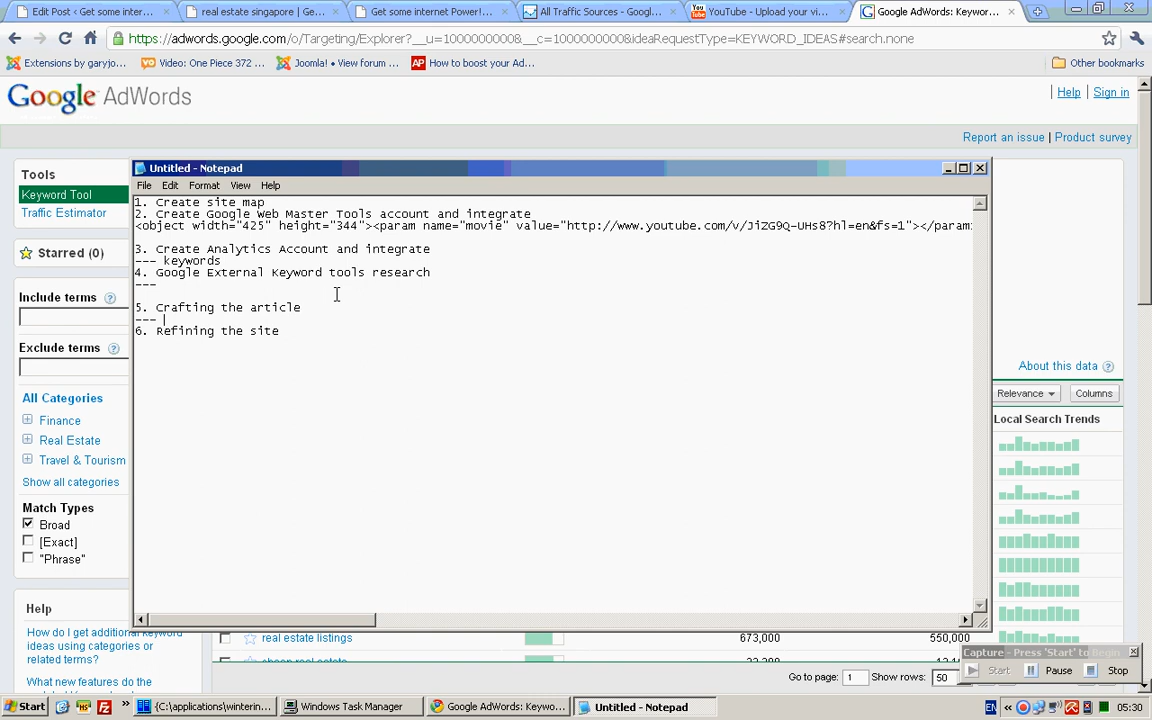 Edit Post ‹ Get some inter...
real estate singapore | Ge...
Get some internet Power!...
All Traffic Sources - Googl...
YouTube - Upload your vi...
Google AdWords: Keywor...
https://adwords.google.com/o/Targeting/Explorer?__u=1000000000&__c=1000000000&ideaRequestType=KEYWORD_IDEAS#search.none
Extensions by garyjo...
Video: One Piece 372 ...
Joomla! • View forum ...
How to boost your Ad...
Other bookmarks
Google AdWords
Help | Sign in
Report an issue | Product survey
Tools
Keyword Tool
Traffic Estimator
Starred (0)
Include terms
Exclude terms
All Categories
Finance
Real Estate
Travel & Tourism
Show all categories
Match Types
Broad
[Exact]
"Phrase"
Help
How do I get additional keyword
ideas using categories or
related terms?
What new features do the
Untitled - Notepad
File Edit Format View Help
1. Create site map
2. Create Google Web Master Tools account and integrate
<object width="425" height="344"><param name="movie" value="http://www.youtube.com/v/JiZG9Q-UHs8?hl=en&fs=1"></param
3. Create Analytics Account and integrate
--- keywords
4. Google External Keyword tools research
---
5. Crafting the article
---
6. Refining the site
About this data
Relevance
Columns
Local Search Trends
real estate listings 673,000 550,000
cheap real estate
Go to page: 1 Show rows: 50
Capture - Press 'Start' to Begin
Start Pause Stop
Start
{C:\applications\winterin...
Windows Task Manager
Google AdWords: Keywo...
Untitled - Notepad
EN
05:30